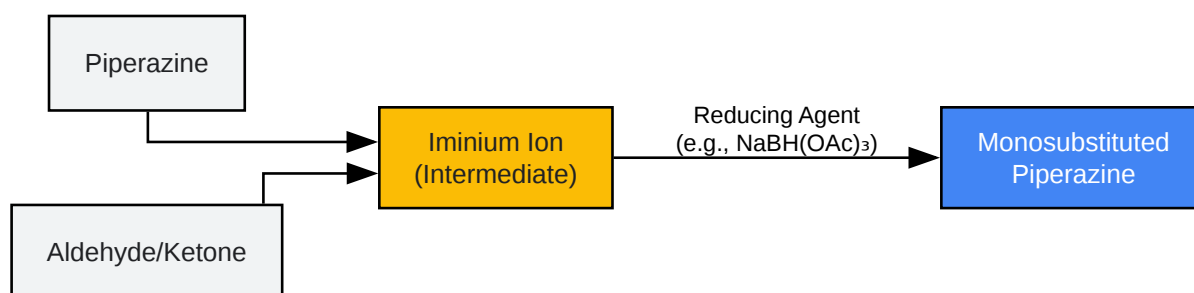 Piperazine
Aldehyde/Ketone
Iminium Ion
(Intermediate)
Reducing Agent
(e.g., NaBH(OAc)₃)
Monosubstituted
Piperazine